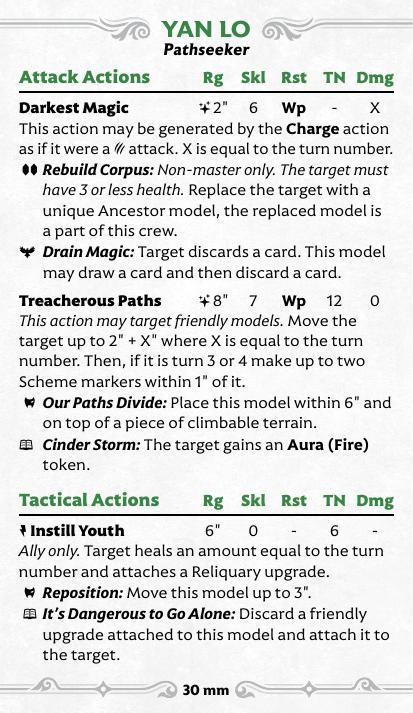 YAN LO
Pathseeker
Attack Actions Rg Skl Rst TN Dmg
Darkest Magic 2" 6 Wp - X
This action may be generated by the Charge action
as if it were a attack. X is equal to the turn number.
Rebuild Corpus: Non-master only. The target must
have 3 or less health. Replace the target with a
unique Ancestor model, the replaced model is
a part of this crew.
Drain Magic: Target discards a card. This model
may draw a card and then discard a card.
Treacherous Paths 8" 7 Wp 12 0
This action may target friendly models. Move the
target up to 2" + X" where X is equal to the turn
number. Then, if it is turn 3 or 4 make up to two
Scheme markers within 1" of it.
Our Paths Divide: Place this model within 6" and
on top of a piece of climbable terrain.
Cinder Storm: The target gains an Aura (Fire)
token.
Tactical Actions Rg Skl Rst TN Dmg
Instill Youth 6" 0 - 6 -
Ally only. Target heals an amount equal to the turn
number and attaches a Reliquary upgrade.
Reposition: Move this model up to 3".
It's Dangerous to Go Alone: Discard a friendly
upgrade attached to this model and attach it to
the target.
30 mm